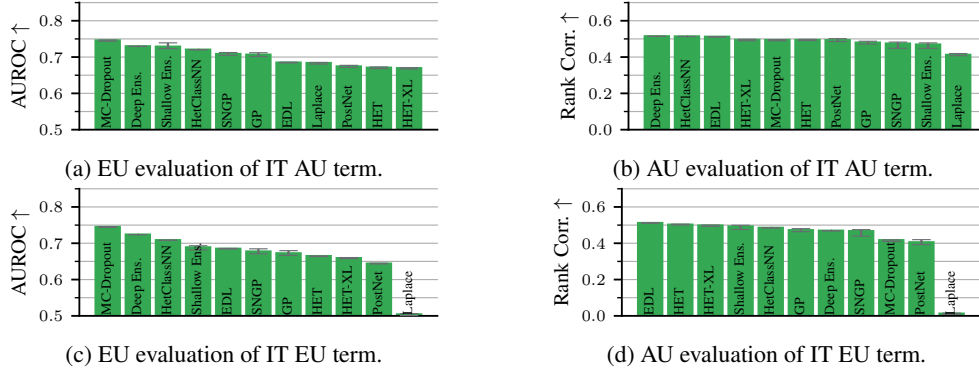 AUROC ↑
0.8
0.7
0.6
0.5
MC-Dropout
Deep Ens.
Shallow Ens.
HetClassNN
SNGP
GP
EDL
Laplace
PostNet
HET
HET-XL
(a) EU evaluation of IT AU term.
Rank Corr. ↑
0.6
0.4
0.2
0.0
Deep Ens.
HetClassNN
EDL
HET-XL
MC-Dropout
HET
PostNet
GP
SNGP
Shallow Ens.
Laplace
(b) AU evaluation of IT AU term.
AUROC ↑
0.8
0.7
0.6
0.5
MC-Dropout
Deep Ens.
HetClassNN
Shallow Ens.
EDL
SNGP
GP
HET
HET-XL
PostNet
Laplace
(c) EU evaluation of IT EU term.
Rank Corr. ↑
0.6
0.4
0.2
0.0
EDL
HET
HET-XL
Shallow Ens.
HetClassNN
GP
Deep Ens.
SNGP
MC-Dropout
PostNet
Laplace
(d) AU evaluation of IT EU term.